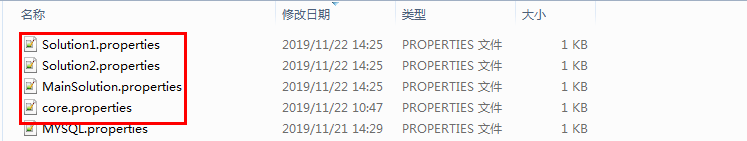 名称 修改日期 类型 大小
Solution1.properties 2019/11/22 14:25 PROPERTIES 文件 1 KB
Solution2.properties 2019/11/22 14:25 PROPERTIES 文件 1 KB
MainSolution.properties 2019/11/22 14:25 PROPERTIES 文件 1 KB
core.properties 2019/11/22 10:47 PROPERTIES 文件 1 KB
MYSQL.properties 2019/11/21 14:29 PROPERTIES 文件 1 KB